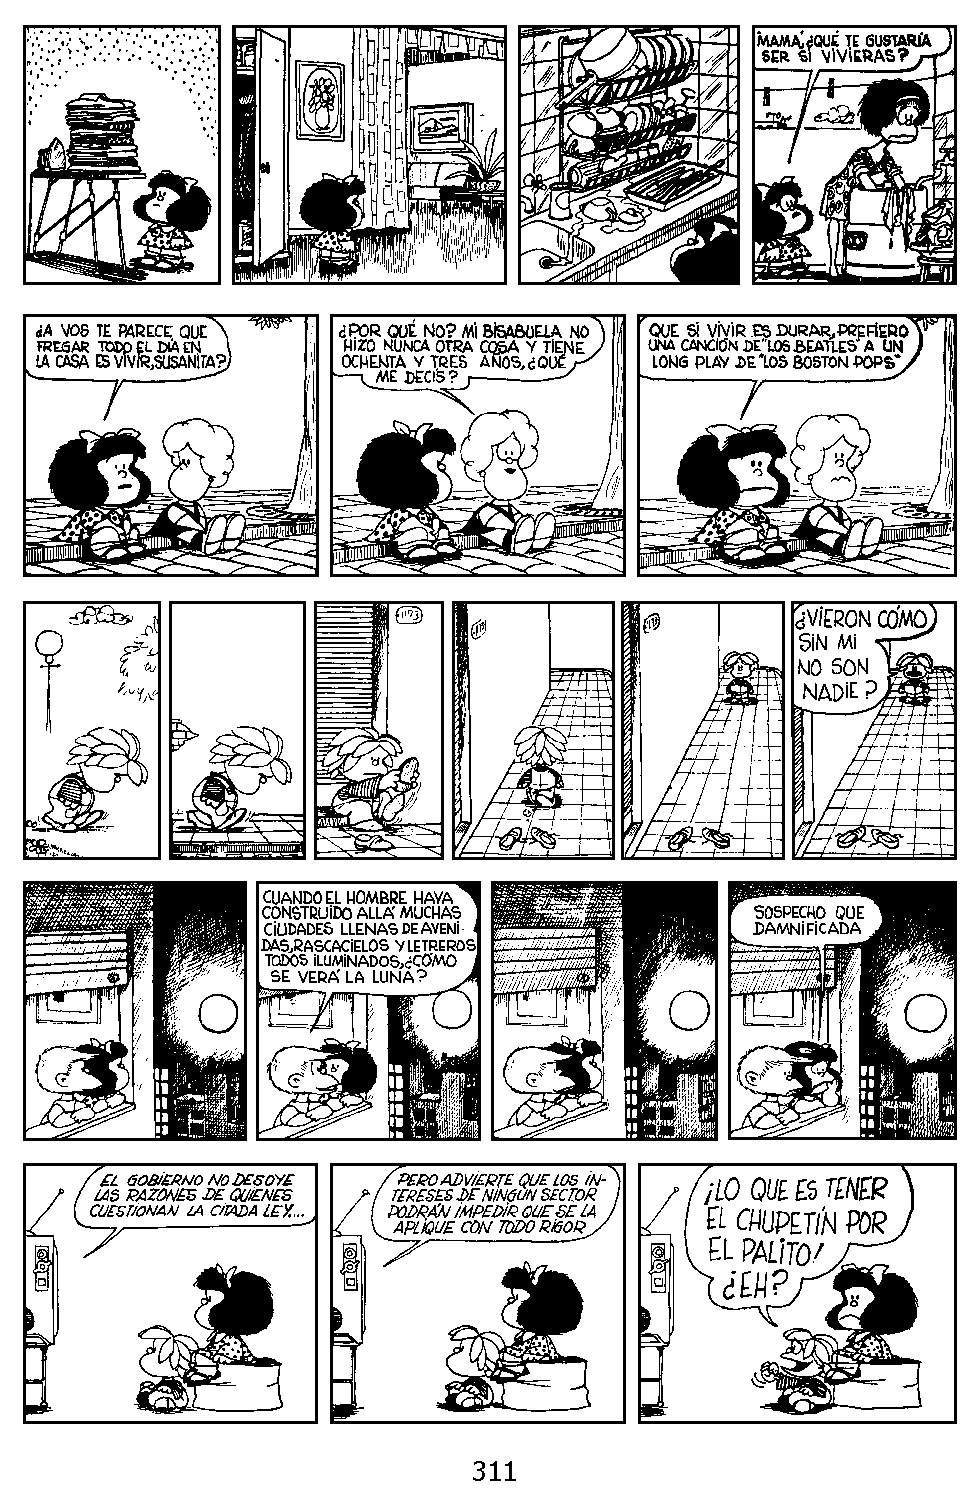 MAMÁ, ¿QUÉ TE GUSTARÍA
SER SI VIVIERAS?
¿A VOS TE PARECE QUE
FREGAR TODO EL DÍA EN
LA CASA ES VIVIR, SUSANITA?
¿POR QUÉ NO? MI BISABUELA NO
HIZO NUNCA OTRA COSA Y TIENE
OCHENTA Y TRES AÑOS, ¿QUÉ
ME DECÍS?
QUE SI VIVIR ES DURAR, PREFIERO
UNA CANCIÓN DE "LOS BEATLES" A UN
LONG PLAY DE "LOS BOSTON POPS"
1173
¿VIERON CÓMO
SIN MI
NO SON
NADIE?
CUANDO EL HOMBRE HAYA
CONSTRUÍDO ALLÁ MUCHAS
CIUDADES LLENAS DE AVENI-
DAS, RASCACIELOS Y LETREROS
TODOS ILUMINADOS, ¿CÓMO
SE VERÁ LA LUNA?
SOSPECHO QUE
DAMNIFICADA
EL GOBIERNO NO DESOYE
LAS RAZONES DE QUIENES
CUESTIONAN LA CITADA LEY....
PERO ADVIERTE QUE LOS IN-
TERESES DE NINGÚN SECTOR
PODRÁN IMPEDIR QUE SE LA
APLIQUE CON TODO RIGOR
¡LO QUE ES TENER
EL CHUPETÍN POR
EL PALITO!
¿EH?
311